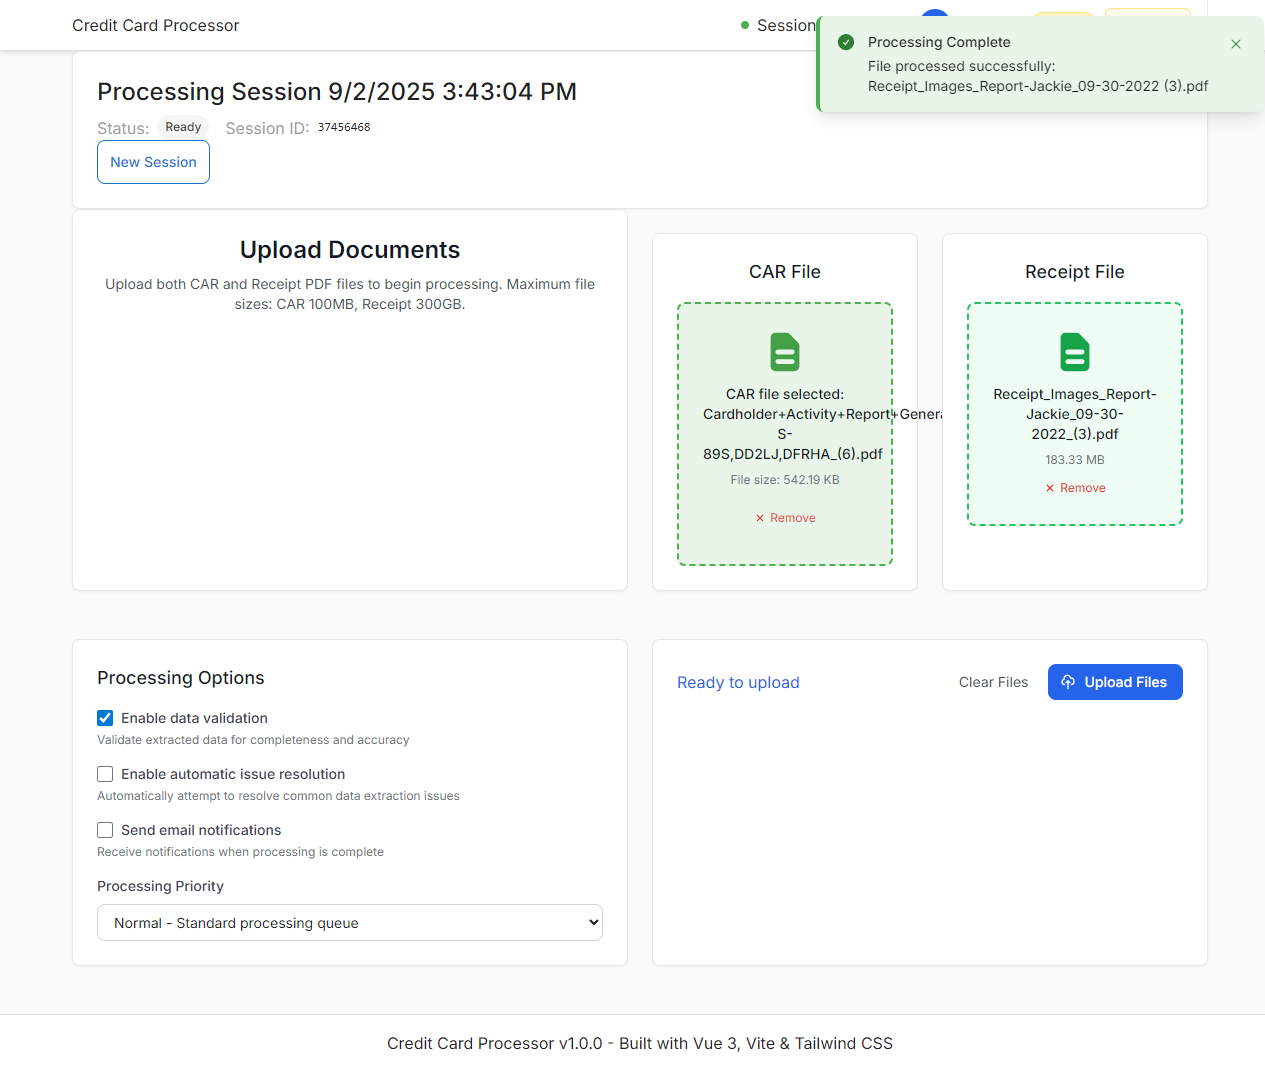 Credit Card Processor
Session
Processing Complete
File processed successfully:
Receipt_Images_Report-Jackie_09-30-2022 (3).pdf
Processing Session 9/2/2025 3:43:04 PM
Status: Ready Session ID: 37456468
New Session
Upload Documents
Upload both CAR and Receipt PDF files to begin processing. Maximum file
sizes: CAR 100MB, Receipt 300GB.
CAR File
CAR file selected:
Cardholder+Activity+Report+Genera
S-
89S,DD2LJ,DFRHA_(6).pdf
File size: 542.19 KB
× Remove
Receipt File
Receipt_Images_Report-
Jackie_09-30-
2022_(3).pdf
183.33 MB
× Remove
Processing Options
Enable data validation
Validate extracted data for completeness and accuracy
Enable automatic issue resolution
Automatically attempt to resolve common data extraction issues
Send email notifications
Receive notifications when processing is complete
Processing Priority
Normal - Standard processing queue
Ready to upload
Clear Files
Upload Files
Credit Card Processor v1.0.0 - Built with Vue 3, Vite & Tailwind CSS